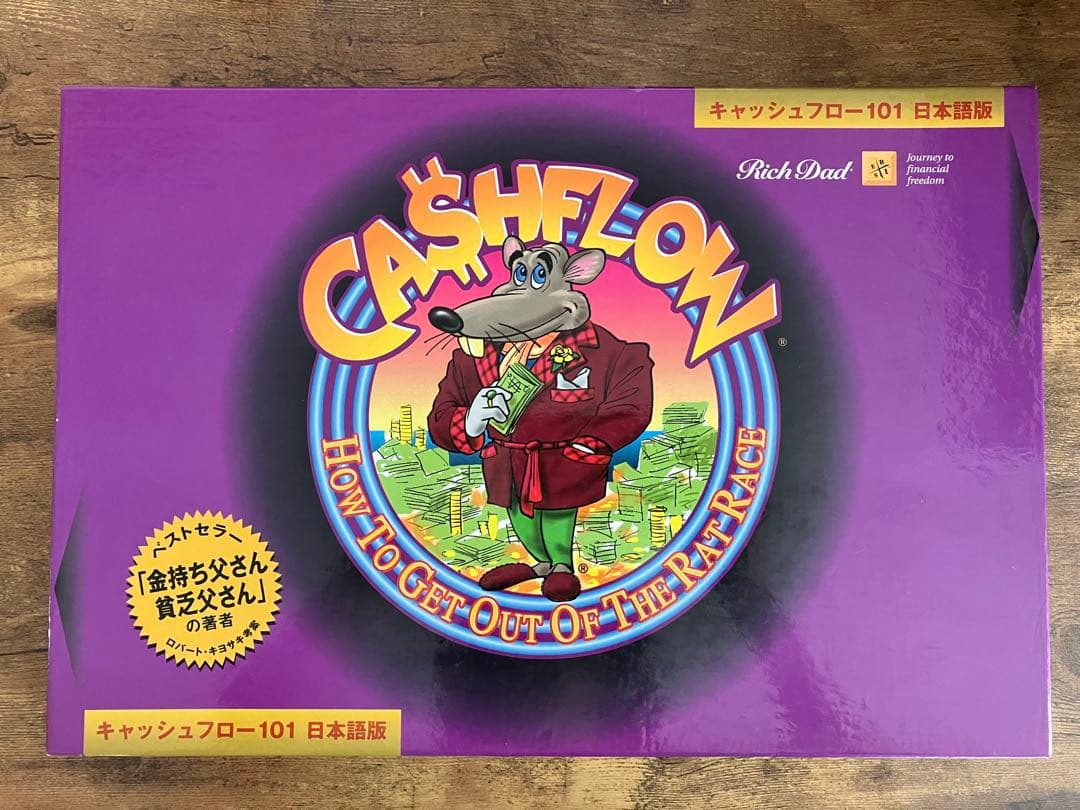 キャッシュフロー101 日本語版
Rich Dad
E B
S I
Journey to
financial
freedom
CA$HFLOW
®
HOW TO GET OUT OF THE RAT RACE
®
ベストセラー
「金持ち父さん
貧乏父さん」
の著者
ロバート・キヨサキ考案
キャッシュフロー101 日本語版